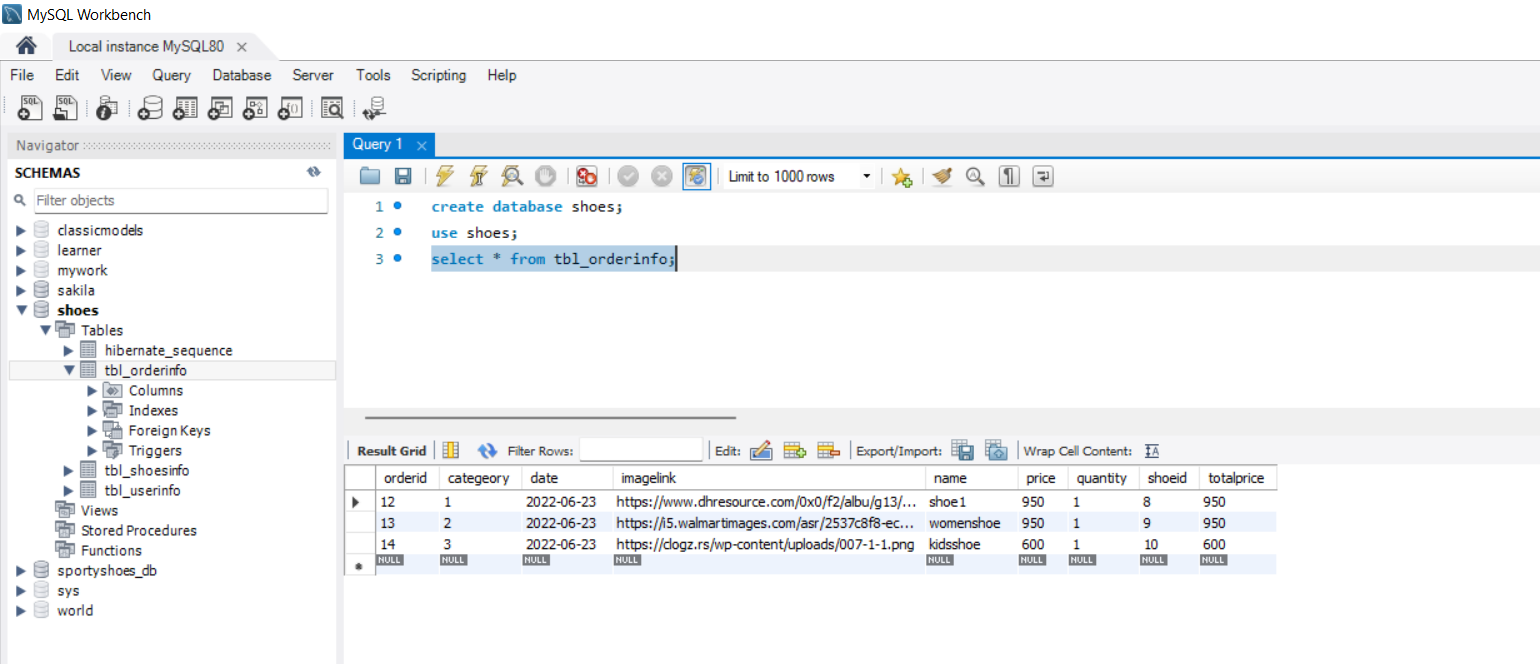 MySQL Workbench
Local instance MySQL80
File Edit View Query Database Server Tools Scripting Help
SQL SQL
Navigator
SCHEMAS
Filter objects
classicmodels
learner
mywork
sakila
shoes
Tables
hibernate_sequence
tbl_orderinfo
Columns
Indexes
Foreign Keys
Triggers
tbl_shoesinfo
tbl_userinfo
Views
Stored Procedures
Functions
sportyshoes_db
sys
world
Query 1
Limit to 1000 rows
1 create database shoes;
2 use shoes;
3 select * from tbl_orderinfo;
Result Grid Filter Rows: Edit: Export/Import: Wrap Cell Content: IA
orderid categeory date imagelink name price quantity shoeid totalprice
12 1 2022-06-23 https://www.dhresource.com/0x0/f2/albu/g13/... shoe1 950 1 8 950
13 2 2022-06-23 https://i5.walmartimages.com/asr/2537c8f8-ec... womenshoe 950 1 9 950
14 3 2022-06-23 https://clogz.rs/wp-content/uploads/007-1-1.png kidsshoe 600 1 10 600
NULL NULL NULL NULL NULL NULL NULL NULL NULL